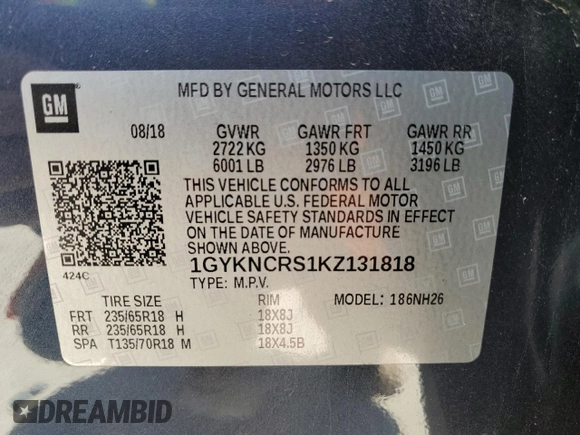 GM
MFD BY GENERAL MOTORS LLC
08/18 GVWR GAWR FRT GAWR RR
2722 KG 1350 KG 1450 KG
6001 LB 2976 LB 3196 LB
THIS VEHICLE CONFORMS TO ALL
APPLICABLE U.S. FEDERAL MOTOR
VEHICLE SAFETY STANDARDS IN EFFECT
ON THE DATE OF MANUFACTURE
SHOWN ABOVE.
424C
1GYKNCRS1KZ131818
TYPE: M.P.V.
TIRE SIZE RIM MODEL: 186NH26
FRT 235/65R18 H 18X8J
RR 235/65R18 H 18X8J
SPA T135/70R18 M 18X4.5B
DREAMBID